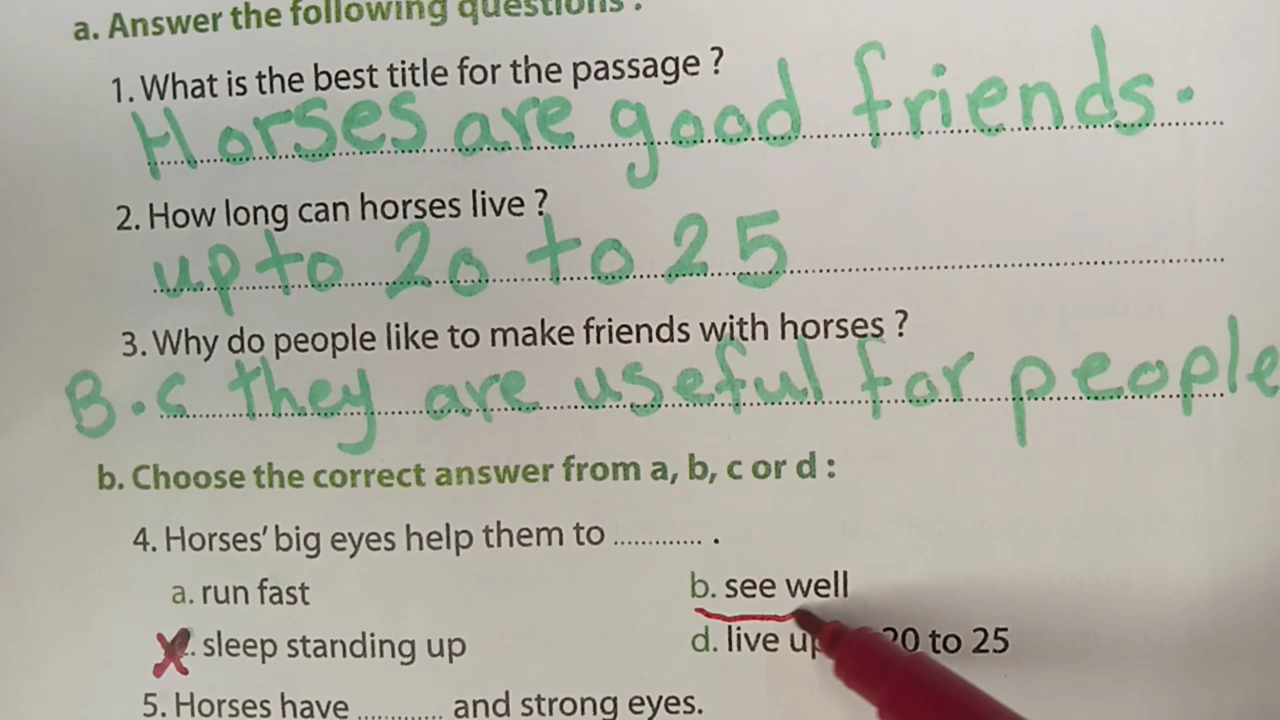 a. Answer the following questions :
1. What is the best title for the passage ?
Horses are good friends.
2. How long can horses live ?
up to 20 to 25
3. Why do people like to make friends with horses ?
B.c they are useful for people
b. Choose the correct answer from a, b, c or d :
4. Horses' big eyes help them to ............. .
a. run fast
b. see well
sleep standing up
d. live 20 to 25
5. Horses have ............ and strong eyes.